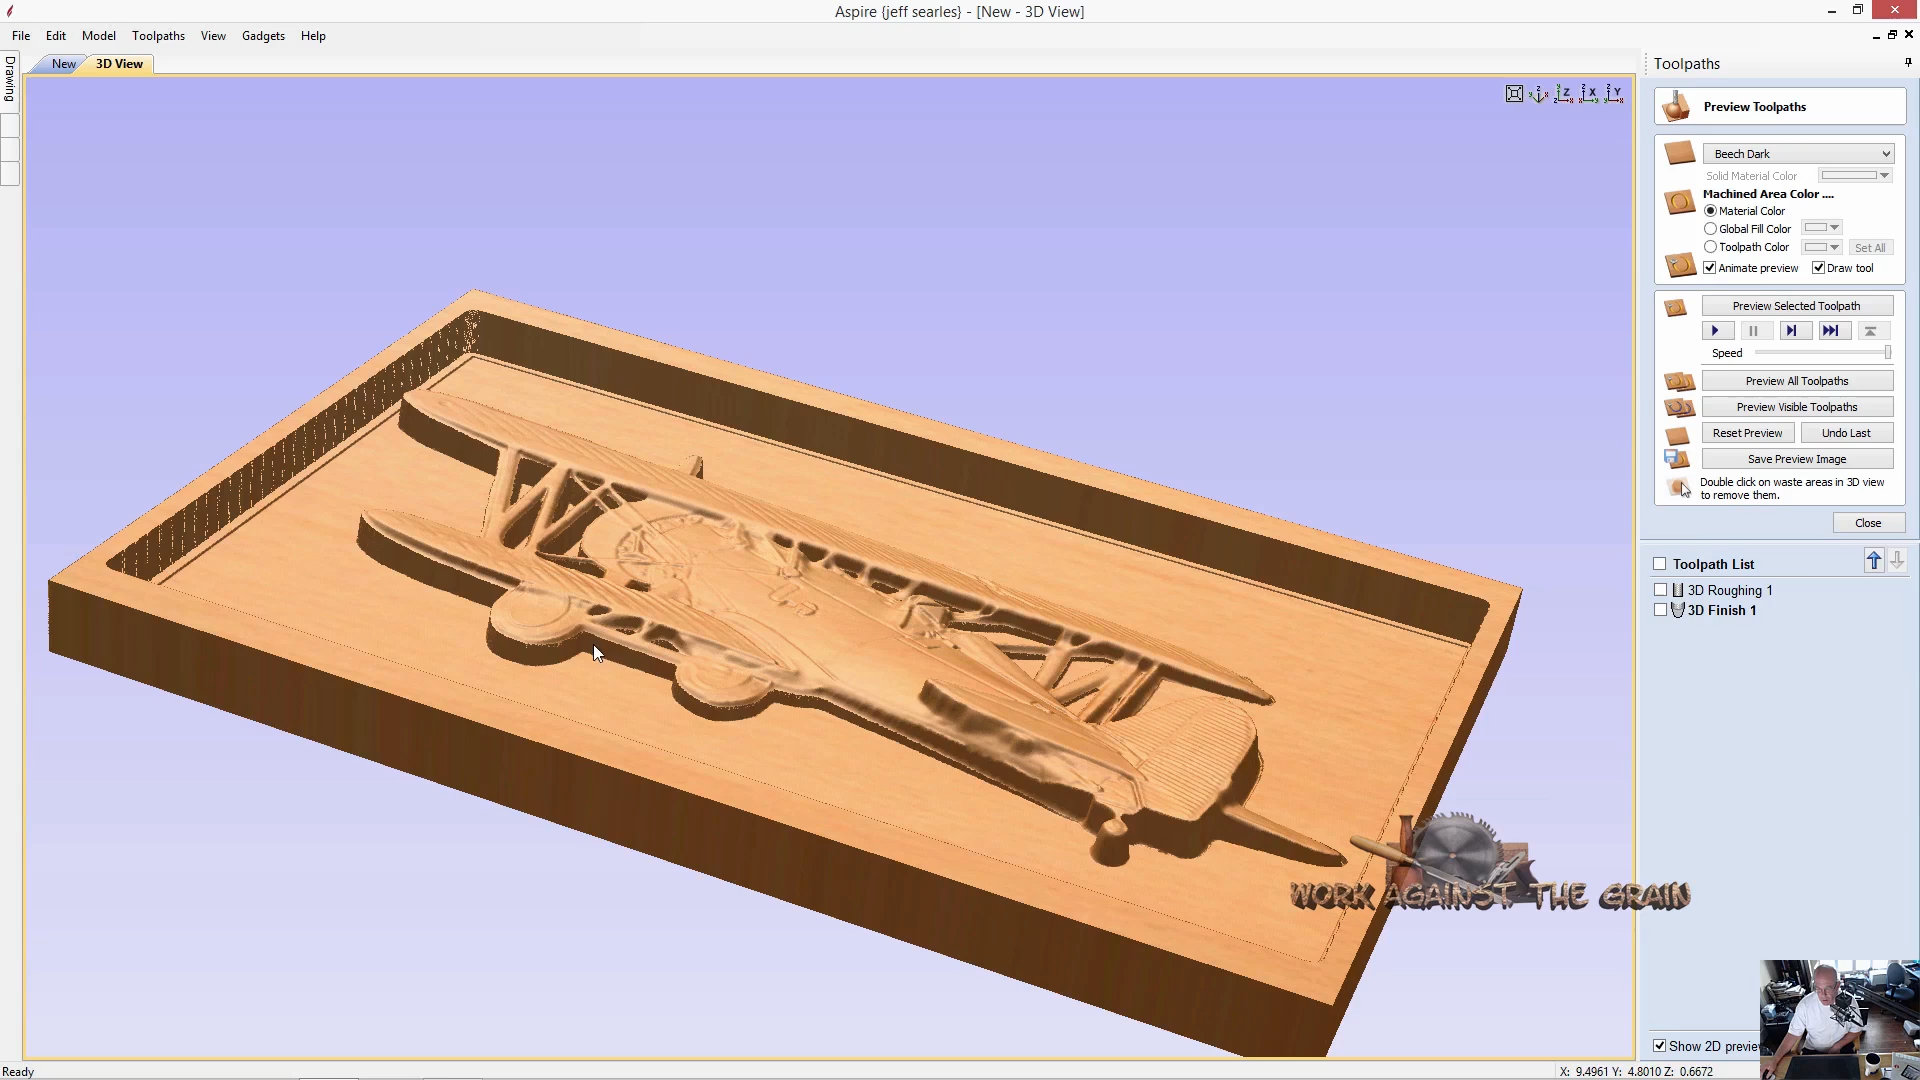 Aspire {jeff searles} - [New - 3D View]
File Edit Model Toolpaths View Gadgets Help
Drawing
New 3D View
Toolpaths
Preview Toolpaths
Beech Dark
Solid Material Color
Machined Area Color ....
Material Color
Global Fill Color
Toolpath Color Set All
Animate preview Draw tool
Preview Selected Toolpath
Speed
Preview All Toolpaths
Preview Visible Toolpaths
Reset Preview Undo Last
Save Preview Image
Double click on waste areas in 3D view
to remove them.
Close
Toolpath List
3D Roughing 1
3D Finish 1
WORK AGAINST THE GRAIN
Show 2D previe
Ready
X: 9.4961 Y: 4.8010 Z: 0.6672